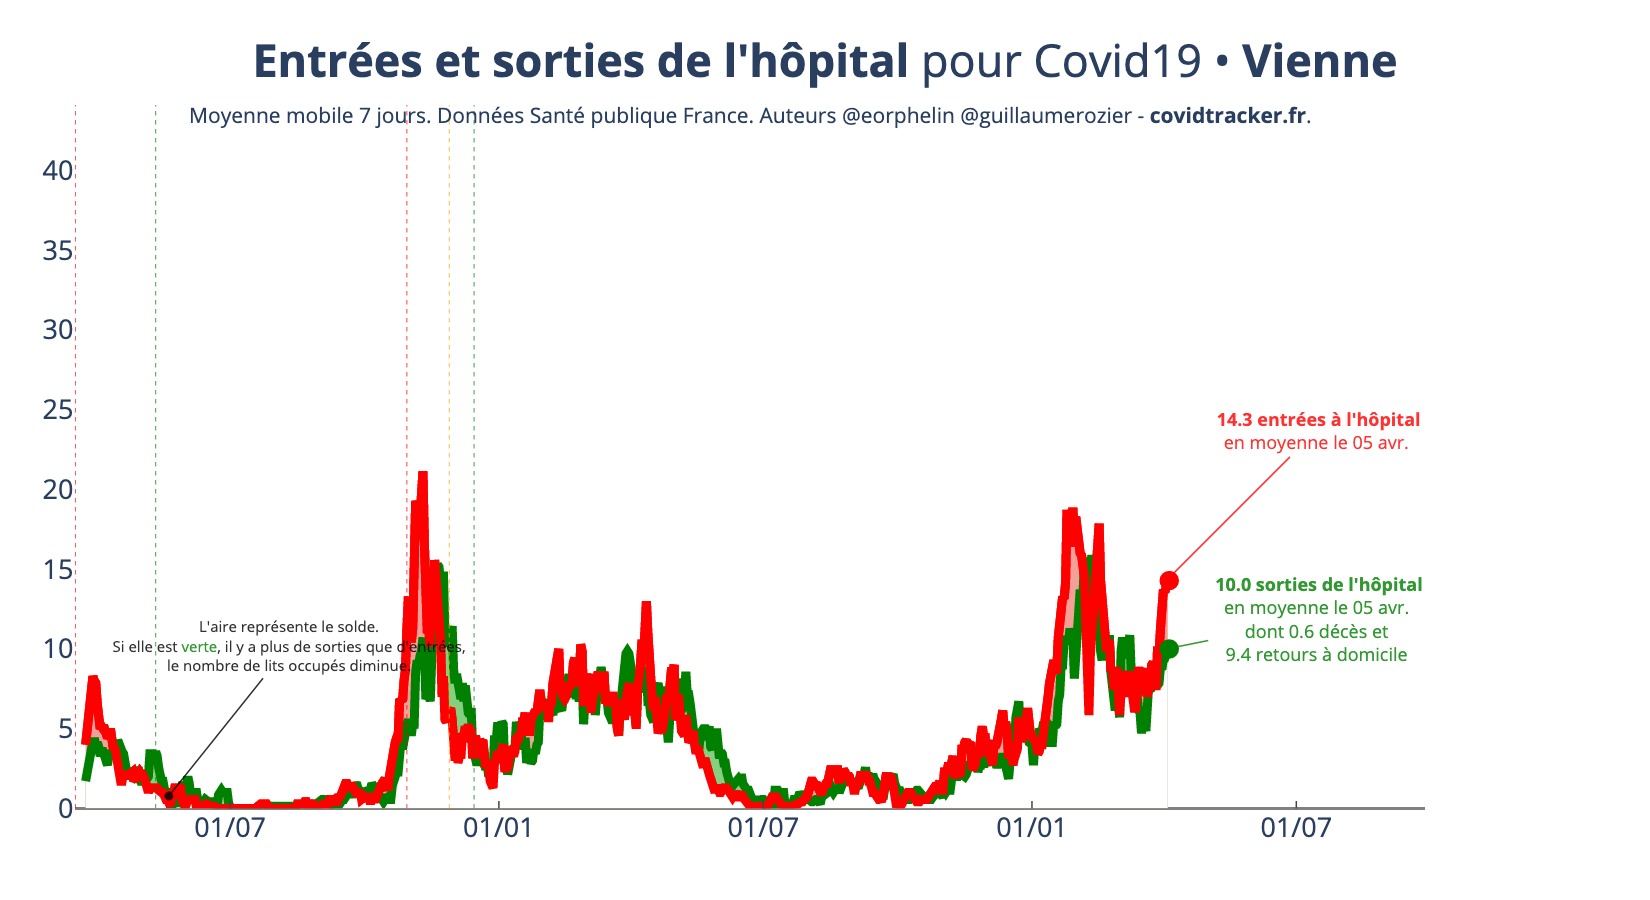 Entrées et sorties de l'hôpital pour Covid19 • Vienne
Moyenne mobile 7 jours. Données Santé publique France. Auteurs @eorphelin @guillaumerozier - covidtracker.fr.
40
35
30
25
20
15
10
5
0
14.3 entrées à l'hôpital
en moyenne le 05 avr.
10.0 sorties de l'hôpital
en moyenne le 05 avr.
dont 0.6 décès et
9.4 retours à domicile
L'aire représente le solde.
Si elle est verte, il y a plus de sorties que d'entrées,
le nombre de lits occupés diminue.
01/07
01/01
01/07
01/01
01/07